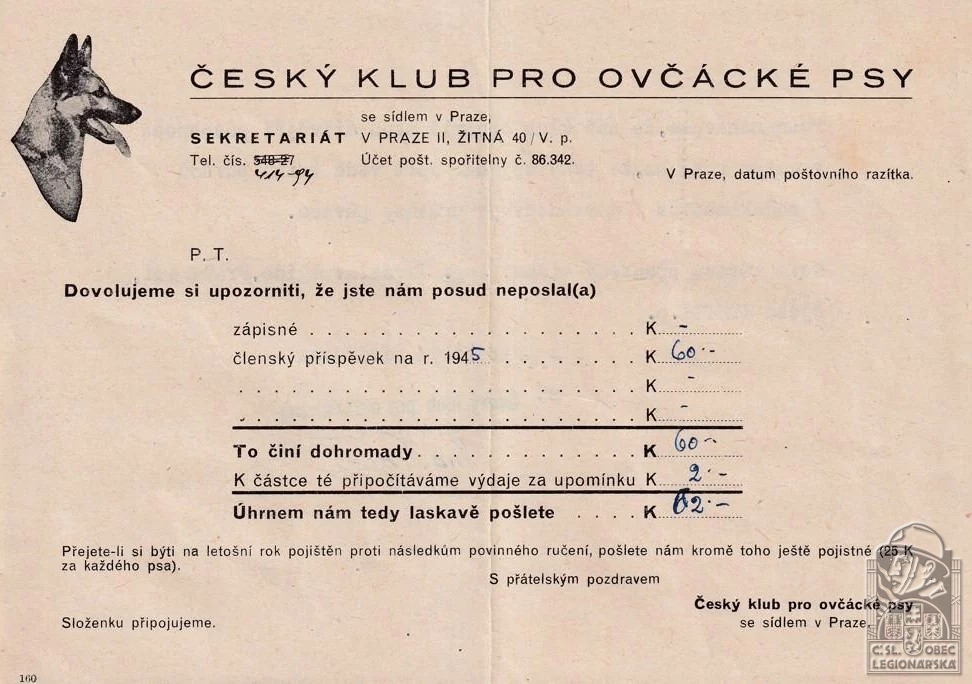 ČESKÝ KLUB PRO OVČÁCKÉ PSY
se sídlem v Praze,
SEKRETARIÁT V PRAZE II, ŽITNÁ 40/V. p.
Tel. čís. 548-27 Účet pošt. spořitelny č. 86.342.
414-94
V Praze, datum poštovního razítka.
P. T.
Dovolujeme si upozorniti, že jste nám posud neposlal(a)
zápisné . . . . . . . . . . . . . . . . . . K -
členský příspěvek na r. 1945 . . . . . . . . . K 60·-
. . . . . . . . . . . . . . . . . . . . . . K -
. . . . . . . . . . . . . . . . . . . . . . K -
To činí dohromady . . . . . . . . . . . . . K 60·-
K částce té připočítáváme výdaje za upomínku K 2·-
Úhrnem nám tedy laskavě pošlete . . . . K 62·-
Přejete-li si býti na letošní rok pojištěn proti následkům povinného ručení, pošlete nám kromě toho ještě pojistné (25 K
za každého psa).
S přátelským pozdravem
Český klub pro ovčácké psy
Složenku připojujeme. se sídlem v Praze.
160
Č.SL. OBEC
LEGIONÁŘSKÁ